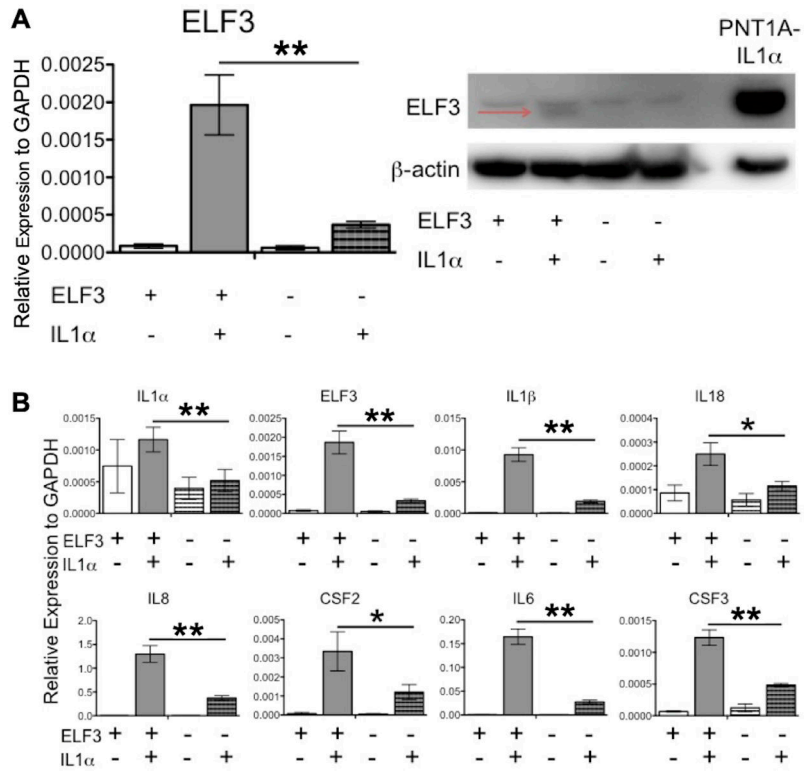 A
ELF3
**
Relative Expression to GAPDH
0.0025
0.0020
0.0015
0.0010
0.0005
0.0000
ELF3 + + - -
IL1α - + - +
PNT1A-
IL1α
ELF3
β-actin
ELF3 + + - -
IL1α - + - +
B
Relative Expression to GAPDH
IL1α
**
0.0015
0.0010
0.0005
0.0000
ELF3
**
0.0025
0.0020
0.0015
0.0010
0.0005
0.0000
IL1β
**
0.015
0.010
0.005
0.000
IL18
*
0.0004
0.0003
0.0002
0.0001
0.0000
ELF3 + + - - + + - - + + - - + + - -
IL1α - + - + - + - + - + - + - + - +
IL8
**
2.0
1.5
1.0
0.5
0.0
CSF2
*
0.005
0.004
0.003
0.002
0.001
0.000
IL6
**
0.20
0.15
0.10
0.05
0.00
CSF3
**
0.0015
0.0010
0.0005
0.0000
ELF3 + + - - + + - - + + - - + + - -
IL1α - + - + - + - + - + - + - + - +